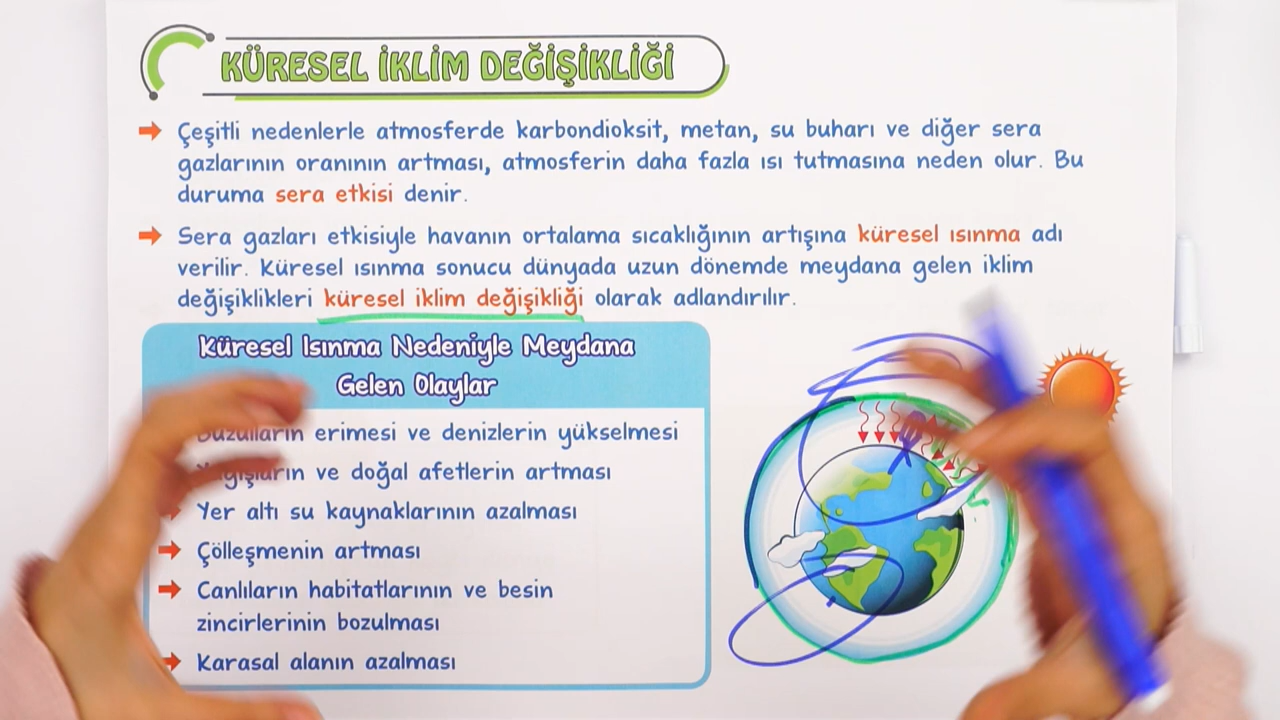 KÜRESEL İKLİM DEĞİŞİKLİĞİ
Çeşitli nedenlerle atmosferde karbondioksit, metan, su buharı ve diğer sera
gazlarının oranının artması, atmosferin daha fazla ısı tutmasına neden olur. Bu
duruma sera etkisi denir.
Sera gazları etkisiyle havanın ortalama sıcaklığının artışına küresel ısınma adı
verilir. Küresel ısınma sonucu dünyada uzun dönemde meydana gelen iklim
değişiklikleri küresel iklim değişikliği olarak adlandırılır.
Küresel Isınma Nedeniyle Meydana
Gelen Olaylar
Buzulların erimesi ve denizlerin yükselmesi
Yağışların ve doğal afetlerin artması
Yer altı su kaynaklarının azalması
Çölleşmenin artması
Canlıların habitatlarının ve besin
zincirlerinin bozulması
Karasal alanın azalması